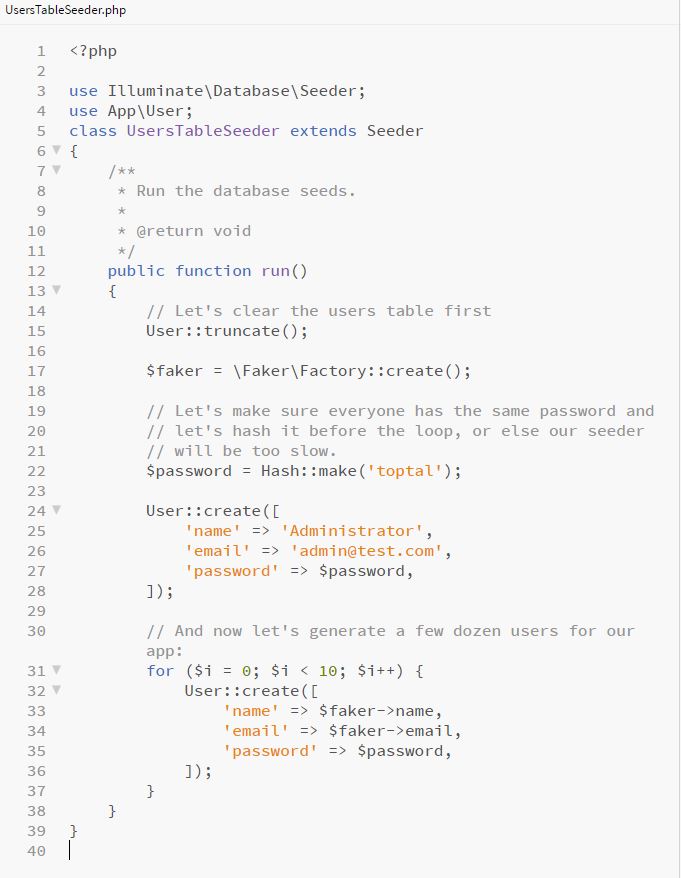 UsersTableSeeder.php
1 <?php
2
3 use Illuminate\Database\Seeder;
4 use App\User;
5 class UsersTableSeeder extends Seeder
6 {
7     /**
8      * Run the database seeds.
9      *
10      * @return void
11      */
12     public function run()
13     {
14         // Let's clear the users table first
15         User::truncate();
16
17         $faker = \Faker\Factory::create();
18
19         // Let's make sure everyone has the same password and
20         // let's hash it before the loop, or else our seeder
21         // will be too slow.
22         $password = Hash::make('toptal');
23
24         User::create([
25             'name' => 'Administrator',
26             'email' => 'admin@test.com',
27             'password' => $password,
28         ]);
29
30         // And now let's generate a few dozen users for our
        app:
31         for ($i = 0; $i < 10; $i++) {
32             User::create([
33                 'name' => $faker->name,
34                 'email' => $faker->email,
35                 'password' => $password,
36             ]);
37         }
38     }
39 }
40